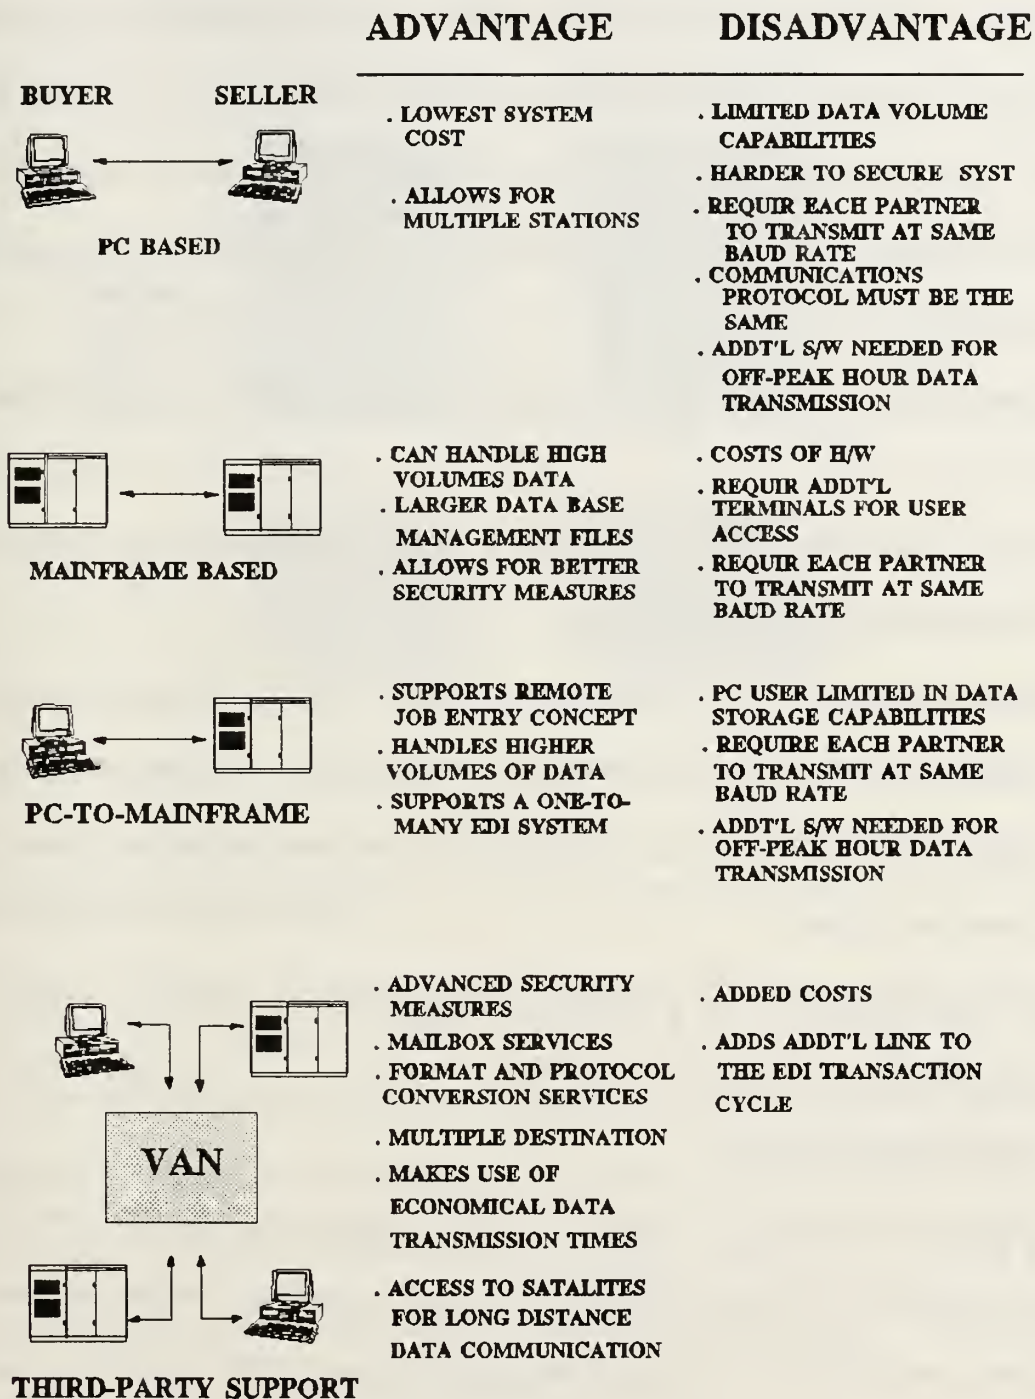 ADVANTAGE
DISADVANTAGE
BUYER
SELLER
PC BASED
. LOWEST SYSTEM
COST
. ALLOWS FOR
MULTIPLE STATIONS
. LIMITED DATA VOLUME
CAPABILITIES
. HARDER TO SECURE SYST
. REQUIR EACH PARTNER
TO TRANSMIT AT SAME
BAUD RATE
. COMMUNICATIONS
PROTOCOL MUST BE THE
SAME
. ADDT'L S/W NEEDED FOR
OFF-PEAK HOUR DATA
TRANSMISSION
MAINFRAME BASED
. CAN HANDLE HIGH
VOLUMES DATA
. LARGER DATA BASE
MANAGEMENT FILES
. ALLOWS FOR BETTER
SECURITY MEASURES
. COSTS OF H/W
. REQUIR ADDT'L
TERMINALS FOR USER
ACCESS
. REQUIR EACH PARTNER
TO TRANSMIT AT SAME
BAUD RATE
PC-TO-MAINFRAME
. SUPPORTS REMOTE
JOB ENTRY CONCEPT
. HANDLES HIGHER
VOLUMES OF DATA
. SUPPORTS A ONE-TO-
MANY EDI SYSTEM
. PC USER LIMITED IN DATA
STORAGE CAPABILITIES
. REQUIRE EACH PARTNER
TO TRANSMIT AT SAME
BAUD RATE
. ADDT'L S/W NEEDED FOR
OFF-PEAK HOUR DATA
TRANSMISSION
VAN
THIRD-PARTY SUPPORT
. ADVANCED SECURITY
MEASURES
. MAILBOX SERVICES
. FORMAT AND PROTOCOL
CONVERSION SERVICES
. MULTIPLE DESTINATION
. MAKES USE OF
ECONOMICAL DATA
TRANSMISSION TIMES
. ACCESS TO SATALITES
FOR LONG DISTANCE
DATA COMMUNICATION
. ADDED COSTS
. ADDS ADDT'L LINK TO
THE EDI TRANSACTION
CYCLE